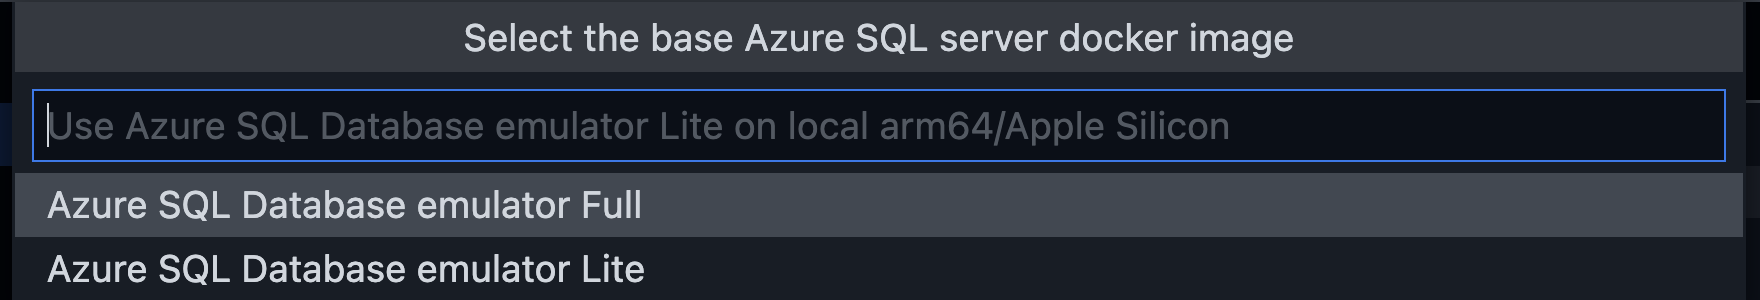 Select the base Azure SQL server docker image
Use Azure SQL Database emulator Lite on local arm64/Apple Silicon
Azure SQL Database emulator Full
Azure SQL Database emulator Lite